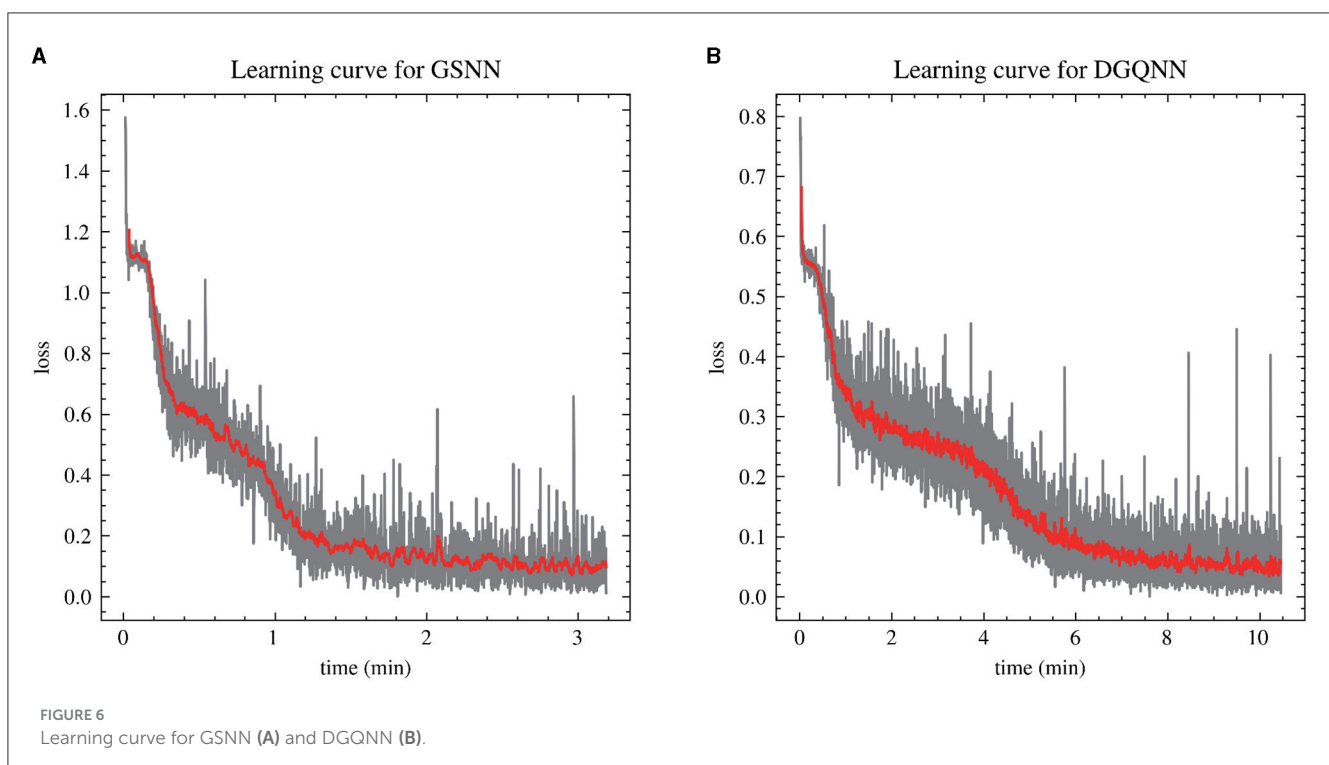 A
Learning curve for GSNN
1.6
1.4
1.2
1.0
0.8
0.6
0.4
0.2
0.0
loss
0 1 2 3
time (min)
B
Learning curve for DGQNN
0.8
0.7
0.6
0.5
0.4
0.3
0.2
0.1
0.0
loss
0 2 4 6 8 10
time (min)
FIGURE 6
Learning curve for GSNN (A) and DGQNN (B).